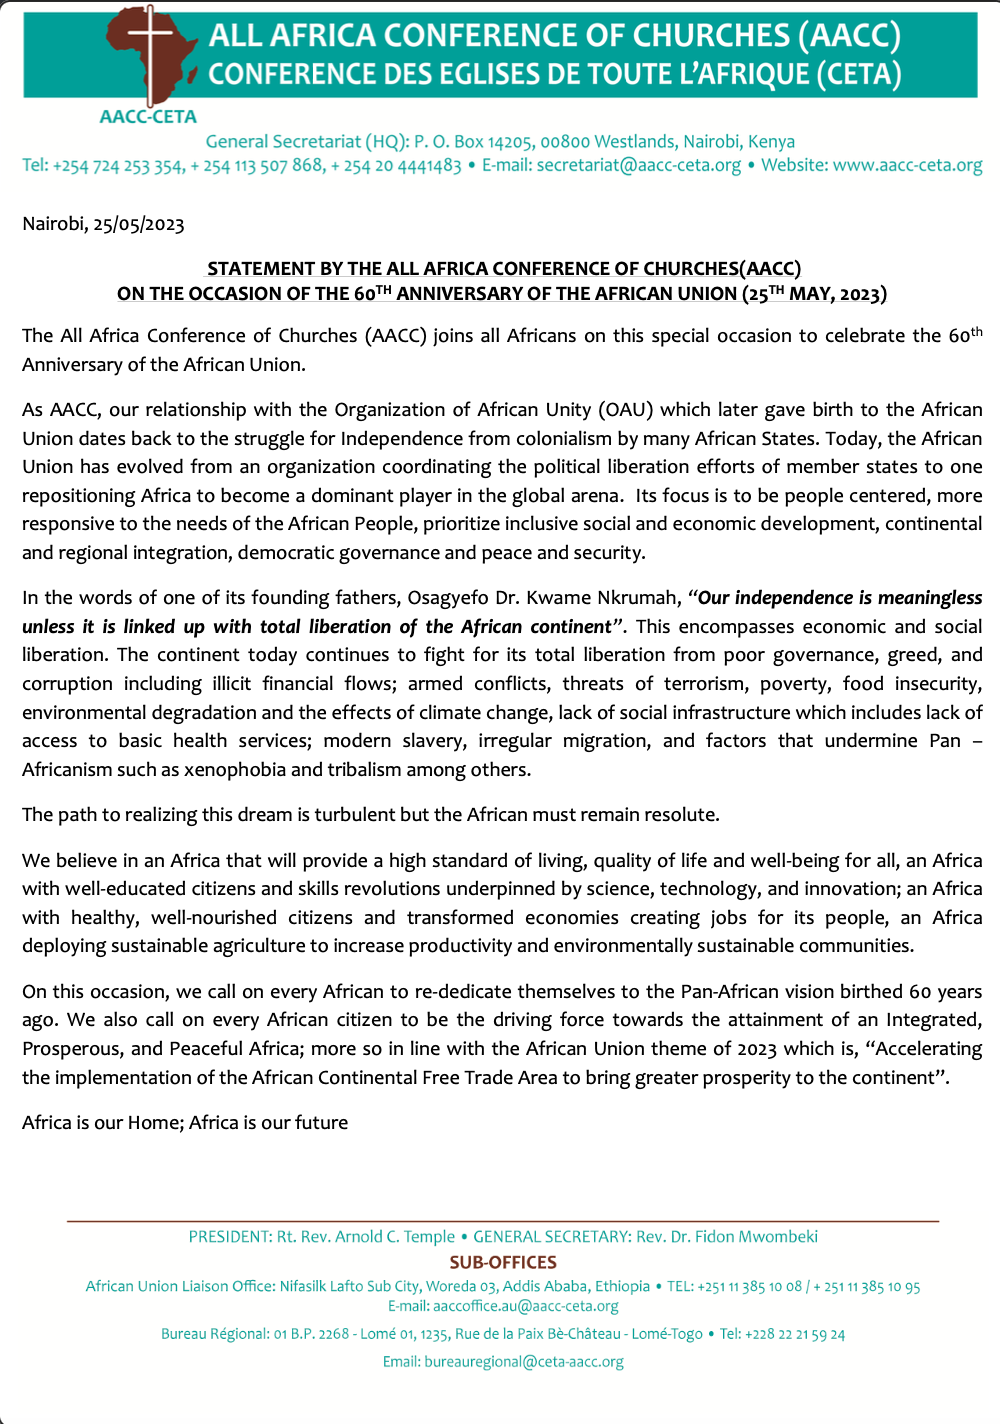 ALL AFRICA CONFERENCE OF CHURCHES (AACC)
CONFERENCE DES EGLISES DE TOUTE L’AFRIQUE (CETA)
AACC-CETA
General Secretariat (HQ): P. O. Box 14205, 00800 Westlands, Nairobi, Kenya
Tel: +254 724 253 354, + 254 113 507 868, + 254 20 4441483 • E-mail: secretariat@aacc-ceta.org • Website: www.aacc-ceta.org
Nairobi, 25/05/2023
STATEMENT BY THE ALL AFRICA CONFERENCE OF CHURCHES(AACC)
ON THE OCCASION OF THE 60TH ANNIVERSARY OF THE AFRICAN UNION (25TH MAY, 2023)
The All Africa Conference of Churches (AACC) joins all Africans on this special occasion to celebrate the 60th
Anniversary of the African Union.
As AACC, our relationship with the Organization of African Unity (OAU) which later gave birth to the African
Union dates back to the struggle for Independence from colonialism by many African States. Today, the African
Union has evolved from an organization coordinating the political liberation efforts of member states to one
repositioning Africa to become a dominant player in the global arena.  Its focus is to be people centered, more
responsive to the needs of the African People, prioritize inclusive social and economic development, continental
and regional integration, democratic governance and peace and security.
In the words of one of its founding fathers, Osagyefo Dr. Kwame Nkrumah, “Our independence is meaningless
unless it is linked up with total liberation of the African continent”. This encompasses economic and social
liberation. The continent today continues to fight for its total liberation from poor governance, greed, and
corruption including illicit financial flows; armed conflicts, threats of terrorism, poverty, food insecurity,
environmental degradation and the effects of climate change, lack of social infrastructure which includes lack of
access to basic health services; modern slavery, irregular migration, and factors that undermine Pan –
Africanism such as xenophobia and tribalism among others.
The path to realizing this dream is turbulent but the African must remain resolute.
We believe in an Africa that will provide a high standard of living, quality of life and well-being for all, an Africa
with well-educated citizens and skills revolutions underpinned by science, technology, and innovation; an Africa
with healthy, well-nourished citizens and transformed economies creating jobs for its people, an Africa
deploying sustainable agriculture to increase productivity and environmentally sustainable communities.
On this occasion, we call on every African to re-dedicate themselves to the Pan-African vision birthed 60 years
ago. We also call on every African citizen to be the driving force towards the attainment of an Integrated,
Prosperous, and Peaceful Africa; more so in line with the African Union theme of 2023 which is, “Accelerating
the implementation of the African Continental Free Trade Area to bring greater prosperity to the continent”.
Africa is our Home; Africa is our future
PRESIDENT: Rt. Rev. Arnold C. Temple • GENERAL SECRETARY: Rev. Dr. Fidon Mwombeki
SUB-OFFICES
African Union Liaison Office: Nifasilk Lafto Sub City, Woreda 03, Addis Ababa, Ethiopia • TEL: +251 11 385 10 08 / + 251 11 385 10 95
E-mail: aaccoffice.au@aacc-ceta.org
Bureau Régional: 01 B.P. 2268 - Lomé 01, 1235, Rue de la Paix Bè-Château - Lomé-Togo • Tel: +228 22 21 59 24
Email: bureauregional@ceta-aacc.org